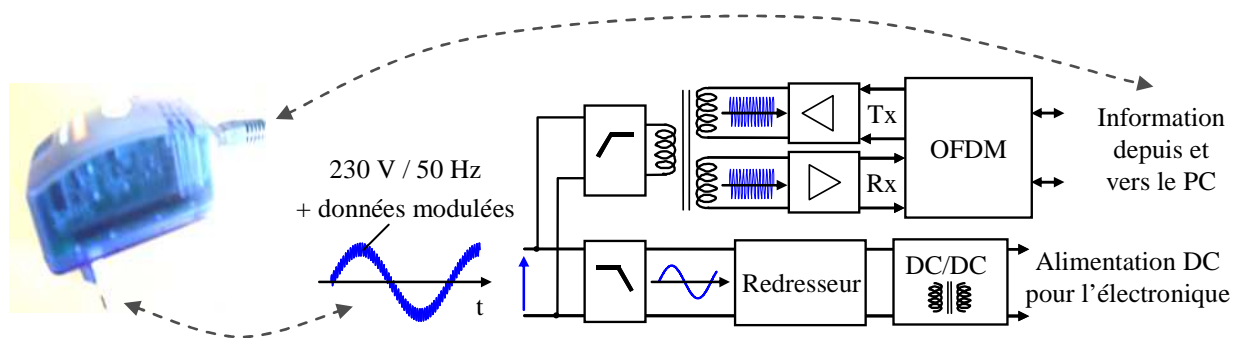 230 V / 50 Hz
+ données modulées
t
Tx
Rx
OFDM
Information
depuis et
vers le PC
Redresseur
DC/DC
Alimentation DC
pour l’électronique